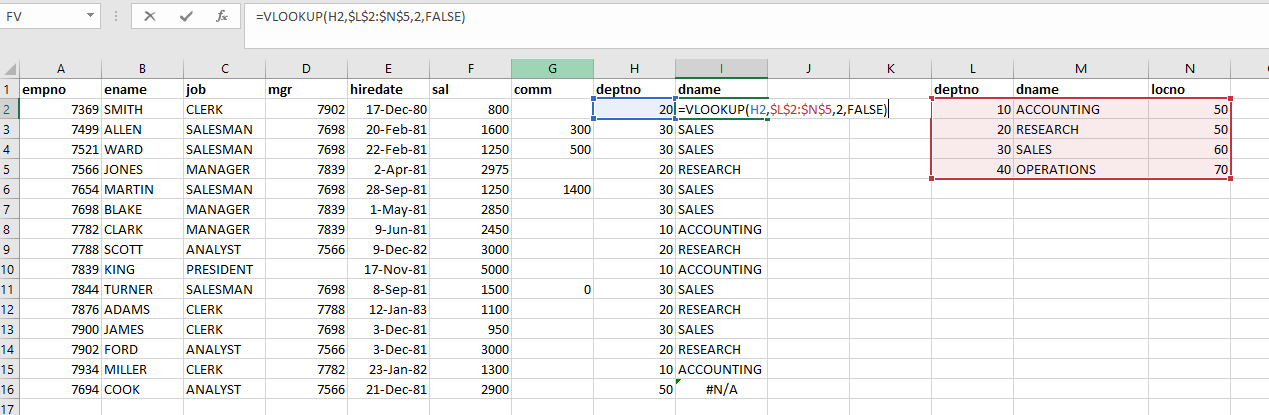 FV =VLOOKUP(H2,$L$2:$N$5,2,FALSE)
A B C D E F G H I J K L M N
1 empno ename job mgr hiredate sal comm deptno dname deptno dname locno
2 7369 SMITH CLERK 7902 17-Dec-80 800 20 =VLOOKUP(H2,$L$2:$N$5,2,FALSE) 10 ACCOUNTING 50
3 7499 ALLEN SALESMAN 7698 20-Feb-81 1600 300 30 SALES 20 RESEARCH 50
4 7521 WARD SALESMAN 7698 22-Feb-81 1250 500 30 SALES 30 SALES 60
5 7566 JONES MANAGER 7839 2-Apr-81 2975 20 RESEARCH 40 OPERATIONS 70
6 7654 MARTIN SALESMAN 7698 28-Sep-81 1250 1400 30 SALES
7 7698 BLAKE MANAGER 7839 1-May-81 2850 30 SALES
8 7782 CLARK MANAGER 7839 9-Jun-81 2450 10 ACCOUNTING
9 7788 SCOTT ANALYST 7566 9-Dec-82 3000 20 RESEARCH
10 7839 KING PRESIDENT 17-Nov-81 5000 10 ACCOUNTING
11 7844 TURNER SALESMAN 7698 8-Sep-81 1500 0 30 SALES
12 7876 ADAMS CLERK 7788 12-Jan-83 1100 20 RESEARCH
13 7900 JAMES CLERK 7698 3-Dec-81 950 30 SALES
14 7902 FORD ANALYST 7566 3-Dec-81 3000 20 RESEARCH
15 7934 MILLER CLERK 7782 23-Jan-82 1300 10 ACCOUNTING
16 7694 COOK ANALYST 7566 21-Dec-81 2900 50 #N/A
17